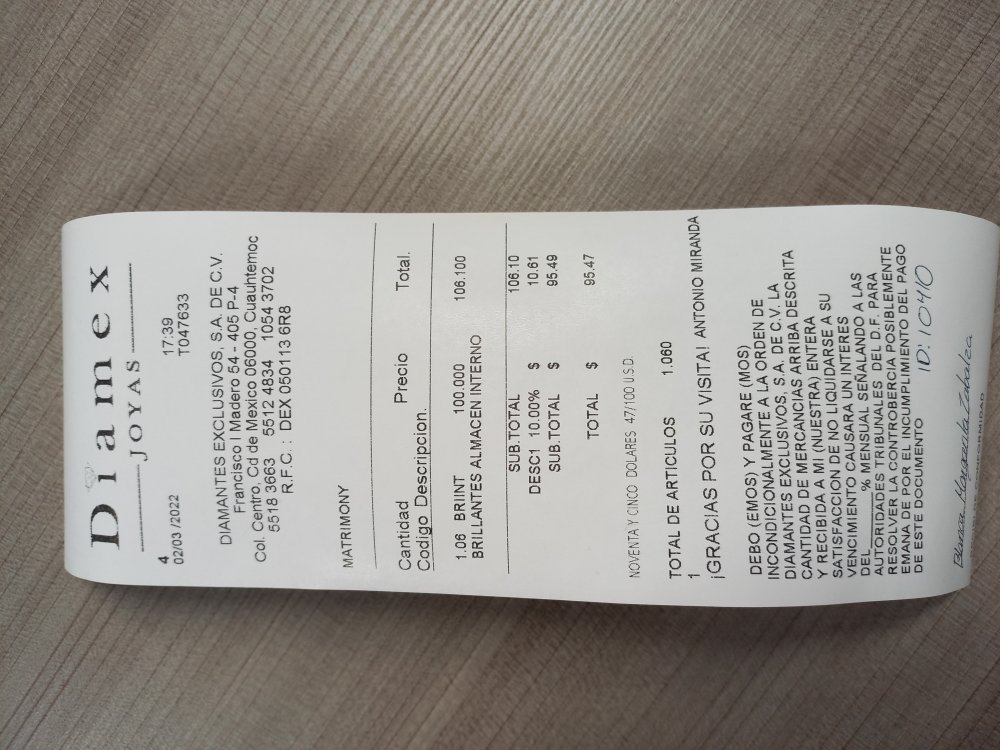 Diamex
JOYAS
4 17:39
02/03 /2022 T047633
DIAMANTES EXCLUSIVOS, S.A. DE C.V.
Francisco I Madero 54 - 405 P-4
Col. Centro, Cd de Mexico 06000, Cuauhtemoc
5518 3663 5512 4834 1054 3702
R.F.C. : DEX 050113 6R8
MATRIMONY
Cantidad Precio Total.
Codigo Descripcion.
1.06 BRIINT 100.000 106.100
BRILLANTES ALMACEN INTERNO
SUB.TOTAL 106.10
DESC1 10.00% $ 10.61
SUB.TOTAL $ 95.49
TOTAL $ 95.47
NOVENTA Y CINCO DOLARES 47/100 U.S.D.
TOTAL DE ARTICULOS 1.060
1
¡GRACIAS POR SU VISITA! ANTONIO MIRANDA
DEBO (EMOS) Y PAGARE (MOS)
INCONDICIONALMENTE A LA ORDEN DE
DIAMANTES EXCLUSIVOS, S.A. DE C.V. LA
CANTIDAD DE MERCANCIAS ARRIBA DESCRITA
Y RECIBIDA A MI (NUESTRA) ENTERA
SATISFACCION DE NO LIQUIDARSE A SU
VENCIMIENTO CAUSARA UN INTERES
DEL % MENSUAL SEÑALANDO A LAS
AUTORIDADES TRIBUNALES DEL D.F. PARA
RESOLVER LA CONTROBERCIA POSIBLEMENTE
EMANA DE POR EL INCUMPLIMIENTO DEL PAGO
DE ESTE DOCUMENTO ID: 10410
Blanca Margarita